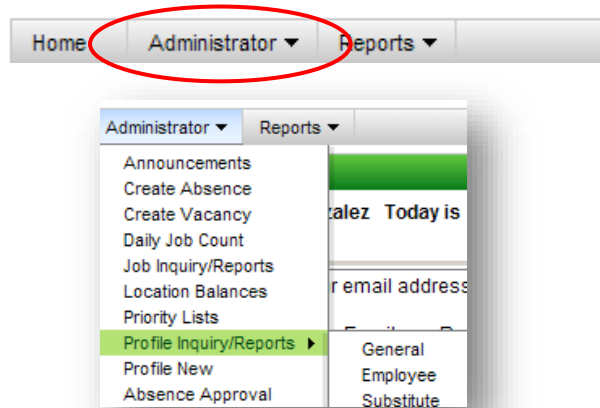 Home Administrator ▼ Reports ▼
Administrator ▼ Reports ▼
Announcements
Create Absence
Create Vacancy
zalez Today is
Daily Job Count
Job Inquiry/Reports
Location Balances
r email address
Priority Lists
Profile Inquiry/Reports ▶
General
Profile New
Employee
Absence Approval
Substitute